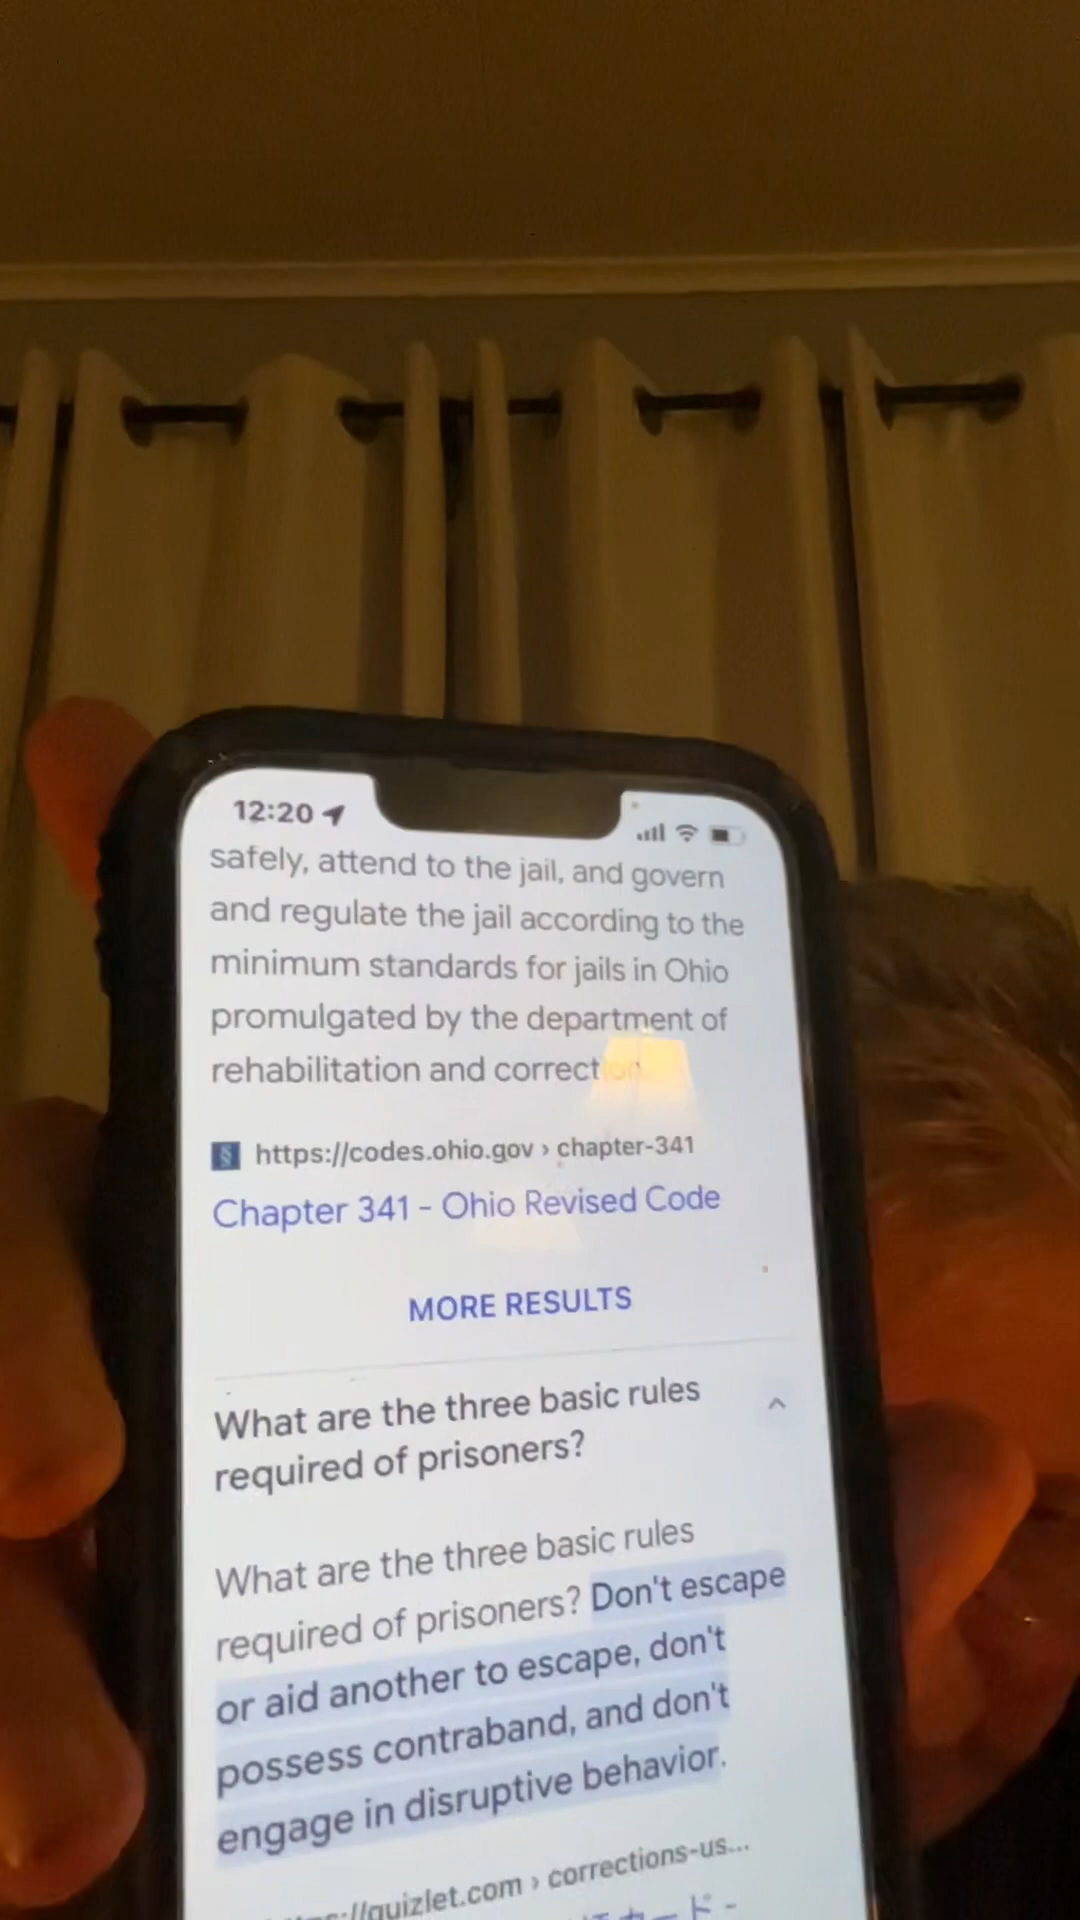 12:20
safely, attend to the jail, and govern
and regulate the jail according to the
minimum standards for jails in Ohio
promulgated by the department of
rehabilitation and correction.
https://codes.ohio.gov › chapter-341
Chapter 341 - Ohio Revised Code
MORE RESULTS
What are the three basic rules
required of prisoners?
What are the three basic rules
required of prisoners? Don't escape
or aid another to escape, don't
possess contraband, and don't
engage in disruptive behavior.
://quizlet.com › corrections-us...
カード -